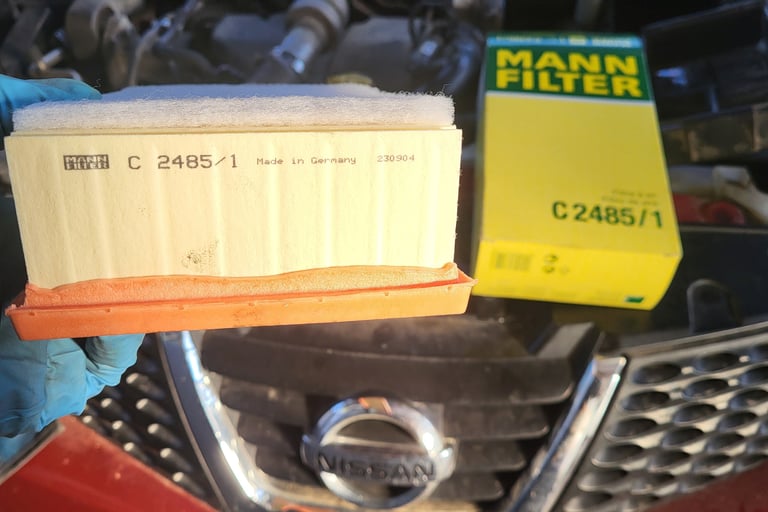 MANN
FILTER
C 2485/1
Made in Germany
230904
MANN
FILTER
C 2485/1
NISSAN